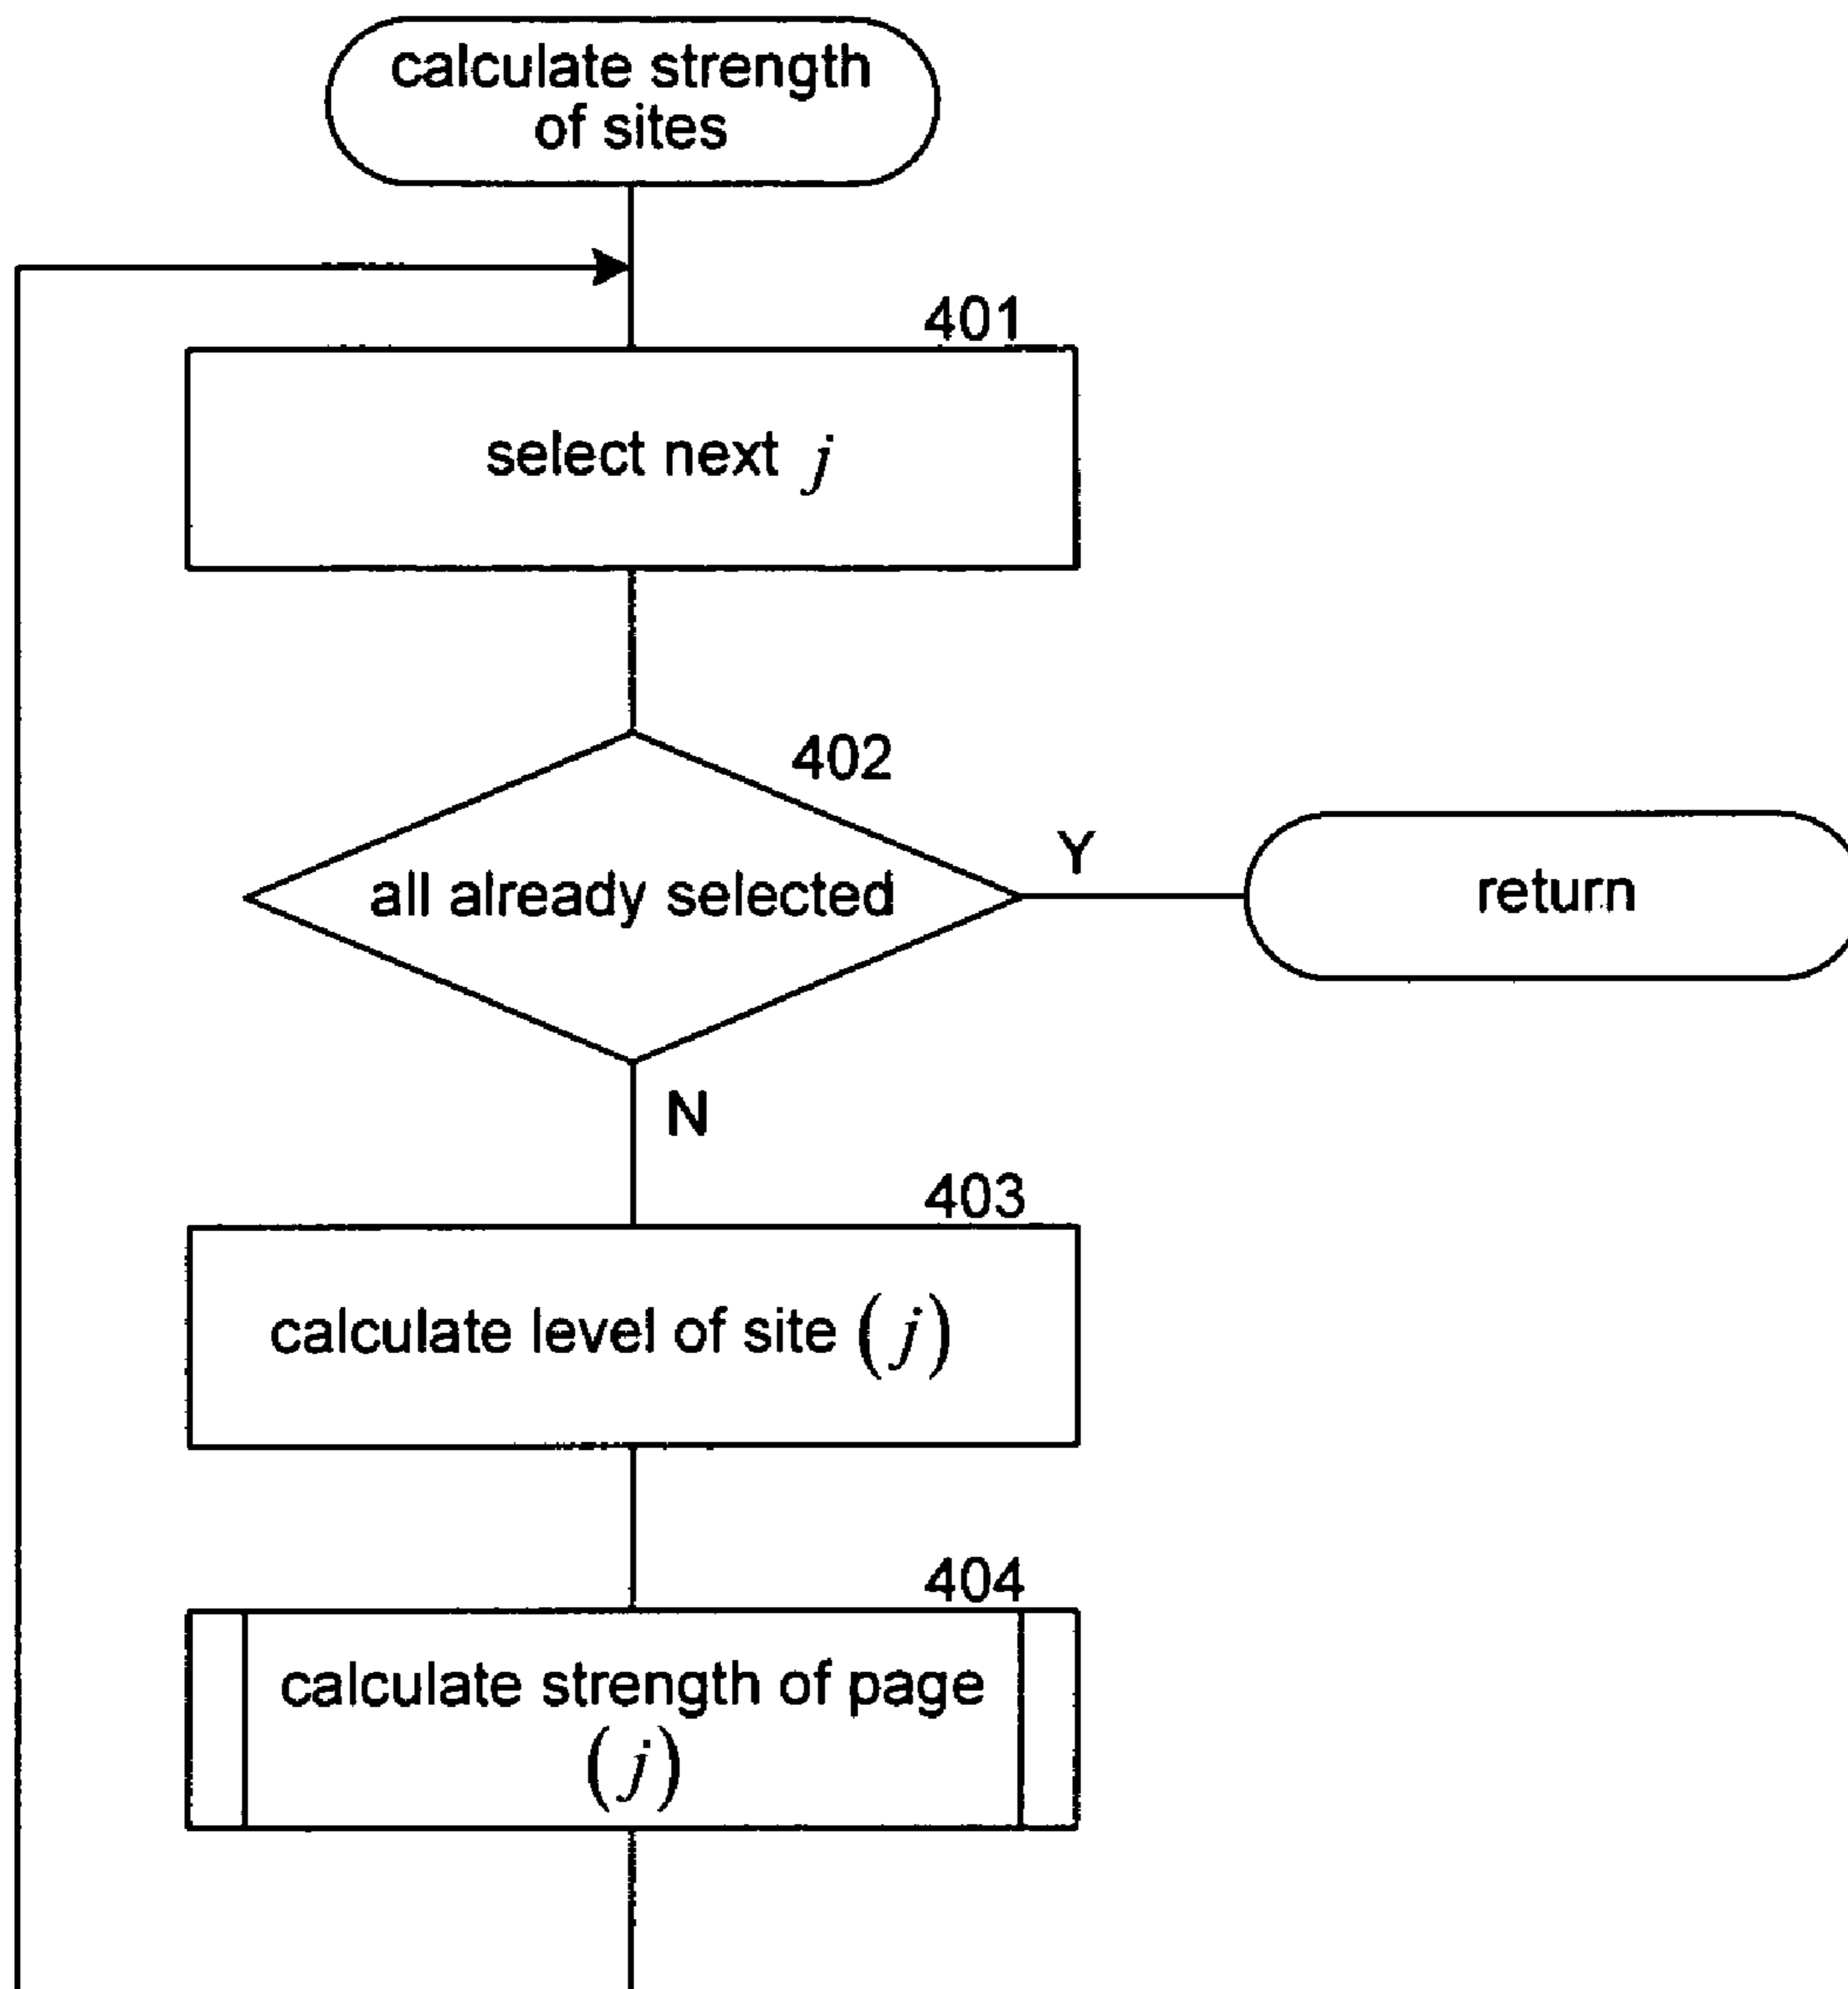 calculate strength
of sites
401
select next j
402
all already selected
Y
return
N
403
calculate level of site (j)
404
calculate strength of page
(j)